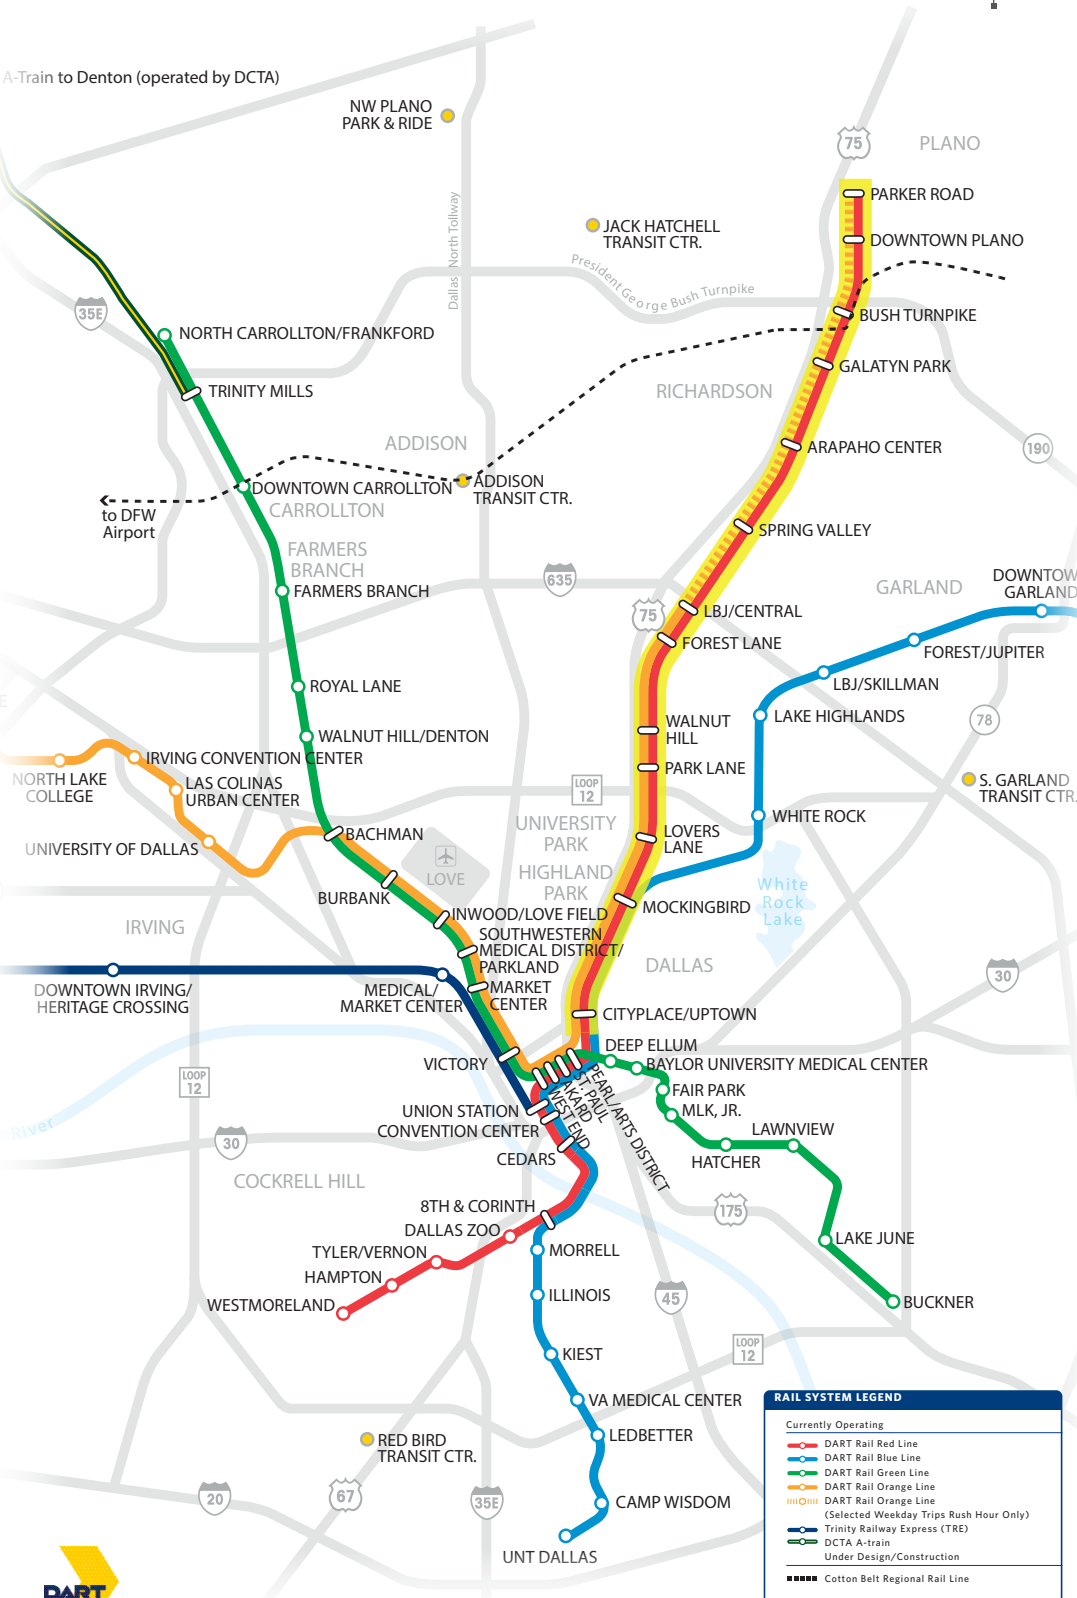 A-Train to Denton (operated by DCTA)
NW PLANO
PARK & RIDE
75
PLANO
PARKER ROAD
Dallas North Tollway
JACK HATCHELL
TRANSIT CTR.
DOWNTOWN PLANO
President George Bush Turnpike
35E
BUSH TURNPIKE
NORTH CARROLLTON/FRANKFORD
GALATYN PARK
TRINITY MILLS
RICHARDSON
ADDISON
ARAPAHO CENTER
190
DOWNTOWN CARROLLTON
ADDISON
TRANSIT CTR.
to DFW
Airport
CARROLLTON
SPRING VALLEY
FARMERS
BRANCH
635
GARLAND
DOWNTOW
GARLAND
FARMERS BRANCH
75
LBJ/CENTRAL
FOREST LANE
FOREST/JUPITER
ROYAL LANE
LBJ/SKILLMAN
E
WALNUT
HILL
LAKE HIGHLANDS
78
WALNUT HILL/DENTON
IRVING CONVENTION CENTER
PARK LANE
NORTH LAKE
COLLEGE
LAS COLINAS
URBAN CENTER
LOOP
12
S. GARLAND
TRANSIT CTR.
WHITE ROCK
UNIVERSITY
PARK
BACHMAN
LOVERS
LANE
UNIVERSITY OF DALLAS
LOVE
HIGHLAND
PARK
White
Rock
Lake
BURBANK
MOCKINGBIRD
INWOOD/LOVE FIELD
IRVING
SOUTHWESTERN
MEDICAL DISTRICT/
PARKLAND
DALLAS
30
DOWNTOWN IRVING/
HERITAGE CROSSING
MEDICAL/
MARKET CENTER
MARKET
CENTER
CITYPLACE/UPTOWN
DEEP ELLUM
VICTORY
BAYLOR UNIVERSITY MEDICAL CENTER
LOOP
12
FAIR PARK
PEARL/ARTS DISTRICT
ST. PAUL
AKARD
WEST END
UNION STATION
MLK, JR.
River
30
CONVENTION CENTER
LAWNVIEW
CEDARS
HATCHER
COCKRELL HILL
8TH & CORINTH
175
DALLAS ZOO
LAKE JUNE
TYLER/VERNON
MORRELL
HAMPTON
ILLINOIS
45
WESTMORELAND
BUCKNER
LOOP
12
KIEST
VA MEDICAL CENTER
RED BIRD
TRANSIT CTR.
LEDBETTER
20
67
35E
CAMP WISDOM
UNT DALLAS
RAIL SYSTEM LEGEND
Currently Operating
DART Rail Red Line
DART Rail Blue Line
DART Rail Green Line
DART Rail Orange Line
DART Rail Orange Line
(Selected Weekday Trips Rush Hour Only)
Trinity Railway Express (TRE)
DCTA A-train
Under Design/Construction
Cotton Belt Regional Rail Line
DART